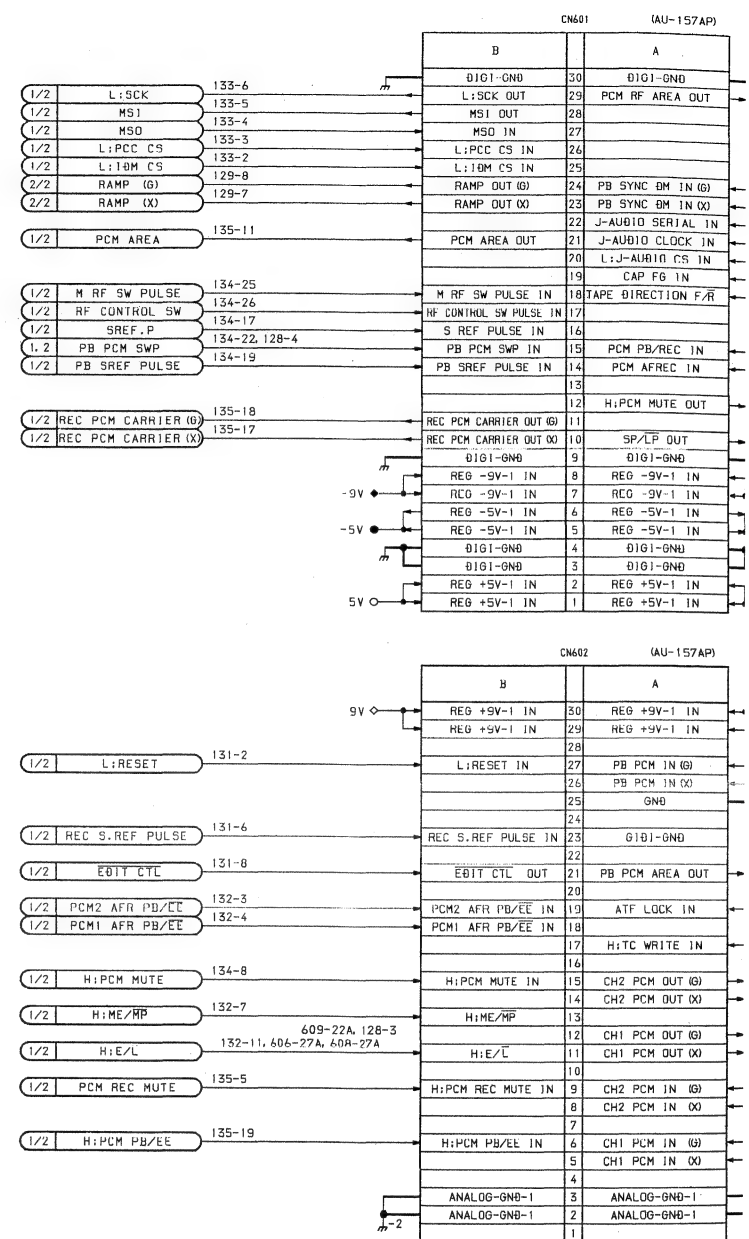 CN601 (AU-157AP)
B A
DIGI-GND 30 DIGI-GND
1/2 L;SCK 133-6 L;SCK OUT 29 PCM RF AREA OUT
1/2 MSI 133-5 MSI OUT 28
1/2 MSO 133-4 MSO IN 27
1/2 L;PCC CS 133-3 L;PCC CS IN 26
1/2 L;IDM CS 133-2 L;IDM CS IN 25
2/2 RAMP (G) 129-8 RAMP OUT (G) 24 PB SYNC DM IN (G)
2/2 RAMP (X) 129-7 RAMP OUT (X) 23 PB SYNC DM IN (X)
22 J-AUDIO SERIAL IN
1/2 PCM AREA 135-11 PCM AREA OUT 21 J-AUDIO CLOCK IN
20 L;J-AUDIO CS IN
19 CAP FG IN
1/2 M RF SW PULSE 134-25 M RF SW PULSE IN 18 TAPE DIRECTION F/R̅
1/2 RF CONTROL SW 134-26 RF CONTROL SW PULSE IN 17
1/2 SREF.P 134-17 S REF PULSE IN 16
1, 2 PB PCM SWP 134-22, 128-4 PB PCM SWP IN 15 PCM PB/REC IN
1/2 PB SREF PULSE 134-19 PB SREF PULSE IN 14 PCM AFREC IN
13
12 H;PCM MUTE OUT
1/2 REC PCM CARRIER (G) 135-18 REC PCM CARRIER OUT (G) 11
1/2 REC PCM CARRIER (X) 135-17 REC PCM CARRIER OUT (X) 10 SP/L̅P̅ OUT
DIGI-GND 9 DIGI-GND
REG -9V-1 IN 8 REG -9V-1 IN
-9V REG -9V-1 IN 7 REG -9V-1 IN
REG -5V-1 IN 6 REG -5V-1 IN
-5V REG -5V-1 IN 5 REG -5V-1 IN
DIGI-GND 4 DIGI-GND
DIGI-GND 3 DIGI-GND
REG +5V-1 IN 2 REG +5V-1 IN
5V REG +5V-1 IN 1 REG +5V-1 IN
CN602 (AU-157AP)
B A
9V REG +9V-1 IN 30 REG +9V-1 IN
REG +9V-1 IN 29 REG +9V-1 IN
28
1/2 L;RESET 131-2 L;RESET IN 27 PB PCM IN (G)
26 PB PCM IN (X)
25 GND
24
1/2 REC S.REF PULSE 131-6 REC S.REF PULSE IN 23 GIDI-GND
22
1/2 E̅D̅I̅T̅ C̅T̅L̅ 131-8 E̅D̅I̅T̅ C̅T̅L̅ OUT 21 PB PCM AREA OUT
20
1/2 PCM2 AFR PB/E̅E̅ 132-3 PCM2 AFR PB/E̅E̅ IN 19 ATF LOCK IN
1/2 PCM1 AFR PB/E̅E̅ 132-4 PCM1 AFR PB/E̅E̅ IN 18
17 H;TC WRITE IN
16
1/2 H;PCM MUTE 134-8 H;PCM MUTE IN 15 CH2 PCM OUT (G)
14 CH2 PCM OUT (X)
1/2 H;ME/M̅P̅ 132-7 H;ME/M̅P̅ 13
609-22A, 128-3 12 CH1 PCM OUT (G)
1/2 H;E/L̅ 132-11, 606-27A, 608-27A H;E/L̅ 11 CH1 PCM OUT (X)
10
1/2 PCM REC MUTE 135-5 H;PCM REC MUTE IN 9 CH2 PCM IN (G)
8 CH2 PCM IN (X)
7
1/2 H;PCM PB/EE 135-19 H;PCM PB/EE IN 6 CH1 PCM IN (G)
5 CH1 PCM IN (X)
4
ANALOG-GND-1 3 ANALOG-GND-1
-2 ANALOG-GND-1 2 ANALOG-GND-1
1